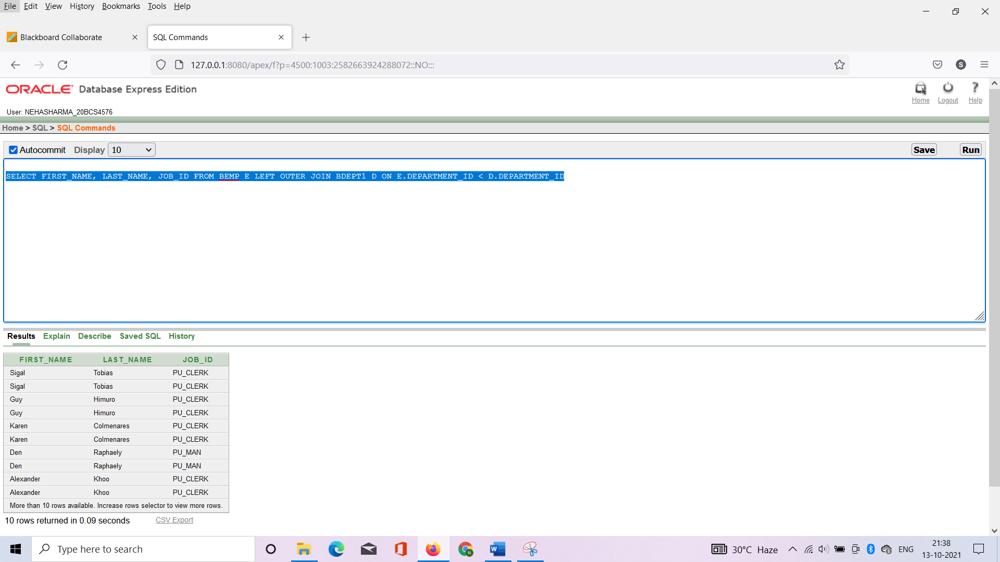 File Edit View History Bookmarks Tools Help
Blackboard Collaborate
SQL Commands
127.0.0.1:8080/apex/f?p=4500:1003:2582663924288072::NO:::
S
ORACLE Database Express Edition
Home Logout Help
User: NEHASHARMA_20BCS4576
Home > SQL > SQL Commands
Autocommit Display 10 Save Run
SELECT FIRST_NAME, LAST_NAME, JOB_ID FROM BEMP E LEFT OUTER JOIN BDEPT1 D ON E.DEPARTMENT_ID < D.DEPARTMENT_ID
Results Explain Describe Saved SQL History
FIRST_NAME LAST_NAME JOB_ID
Sigal Tobias PU_CLERK
Sigal Tobias PU_CLERK
Guy Himuro PU_CLERK
Guy Himuro PU_CLERK
Karen Colmenares PU_CLERK
Karen Colmenares PU_CLERK
Den Raphaely PU_MAN
Den Raphaely PU_MAN
Alexander Khoo PU_CLERK
Alexander Khoo PU_CLERK
More than 10 rows available. Increase rows selector to view more rows.
10 rows returned in 0.09 seconds CSV Export
Type here to search
30°C Haze
ENG
21:38
13-10-2021